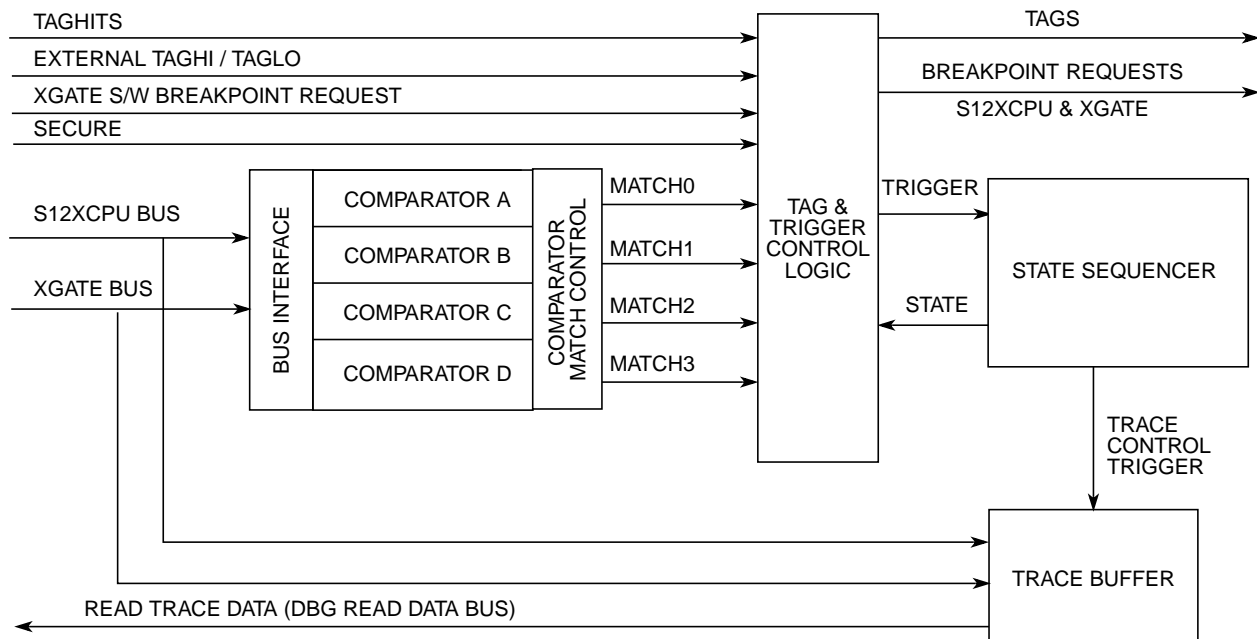 TAGHITS
TAGS
EXTERNAL TAGHI / TAGLO
BREAKPOINT REQUESTS
XGATE S/W BREAKPOINT REQUEST
S12XCPU & XGATE
SECURE
S12XCPU BUS
XGATE BUS
BUS INTERFACE
COMPARATOR A
COMPARATOR B
COMPARATOR C
COMPARATOR D
COMPARATOR
MATCH CONTROL
MATCH0
MATCH1
MATCH2
MATCH3
TAG &
TRIGGER
CONTROL
LOGIC
TRIGGER
STATE
STATE SEQUENCER
TRACE
CONTROL
TRIGGER
TRACE BUFFER
READ TRACE DATA (DBG READ DATA BUS)